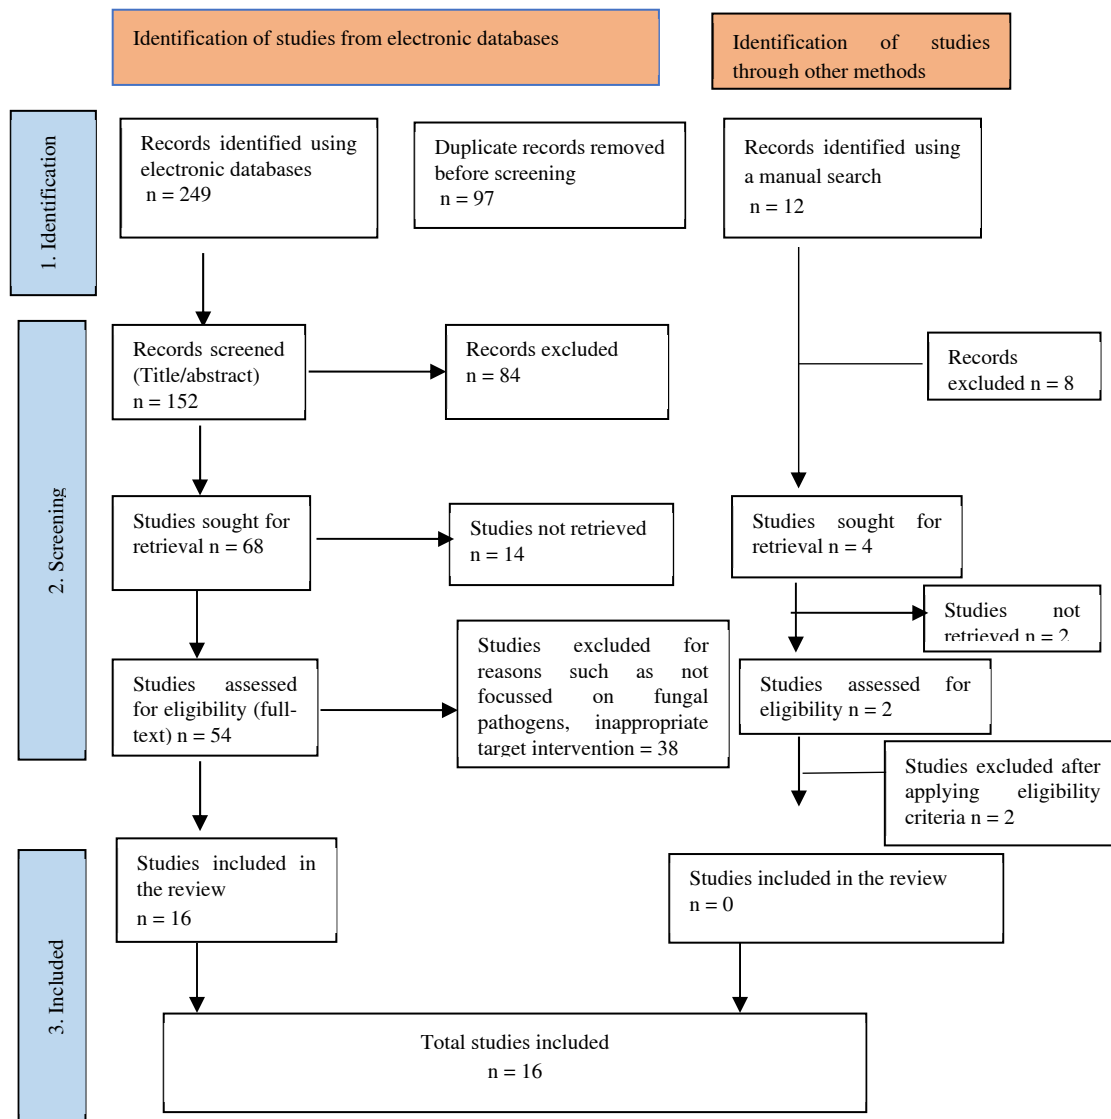 Identification of studies from electronic databases
Identification of studies
through other methods
1. Identification
Records identified using
electronic databases
n = 249
Duplicate records removed
before screening
n = 97
Records identified using
a manual search
n = 12
2. Screening
Records screened
(Title/abstract)
n = 152
Records excluded
n = 84
Records
excluded n = 8
Studies sought for
retrieval n = 68
Studies not retrieved
n = 14
Studies sought for
retrieval n = 4
Studies not
retrieved n = 2
Studies assessed
for eligibility (full-
text) n = 54
Studies excluded for
reasons such as not
focussed on fungal
pathogens, inappropriate
target intervention = 38
Studies assessed for
eligibility n = 2
Studies excluded after
applying eligibility
criteria n = 2
3. Included
Studies included in
the review
n = 16
Studies included in the review
n = 0
Total studies included
n = 16